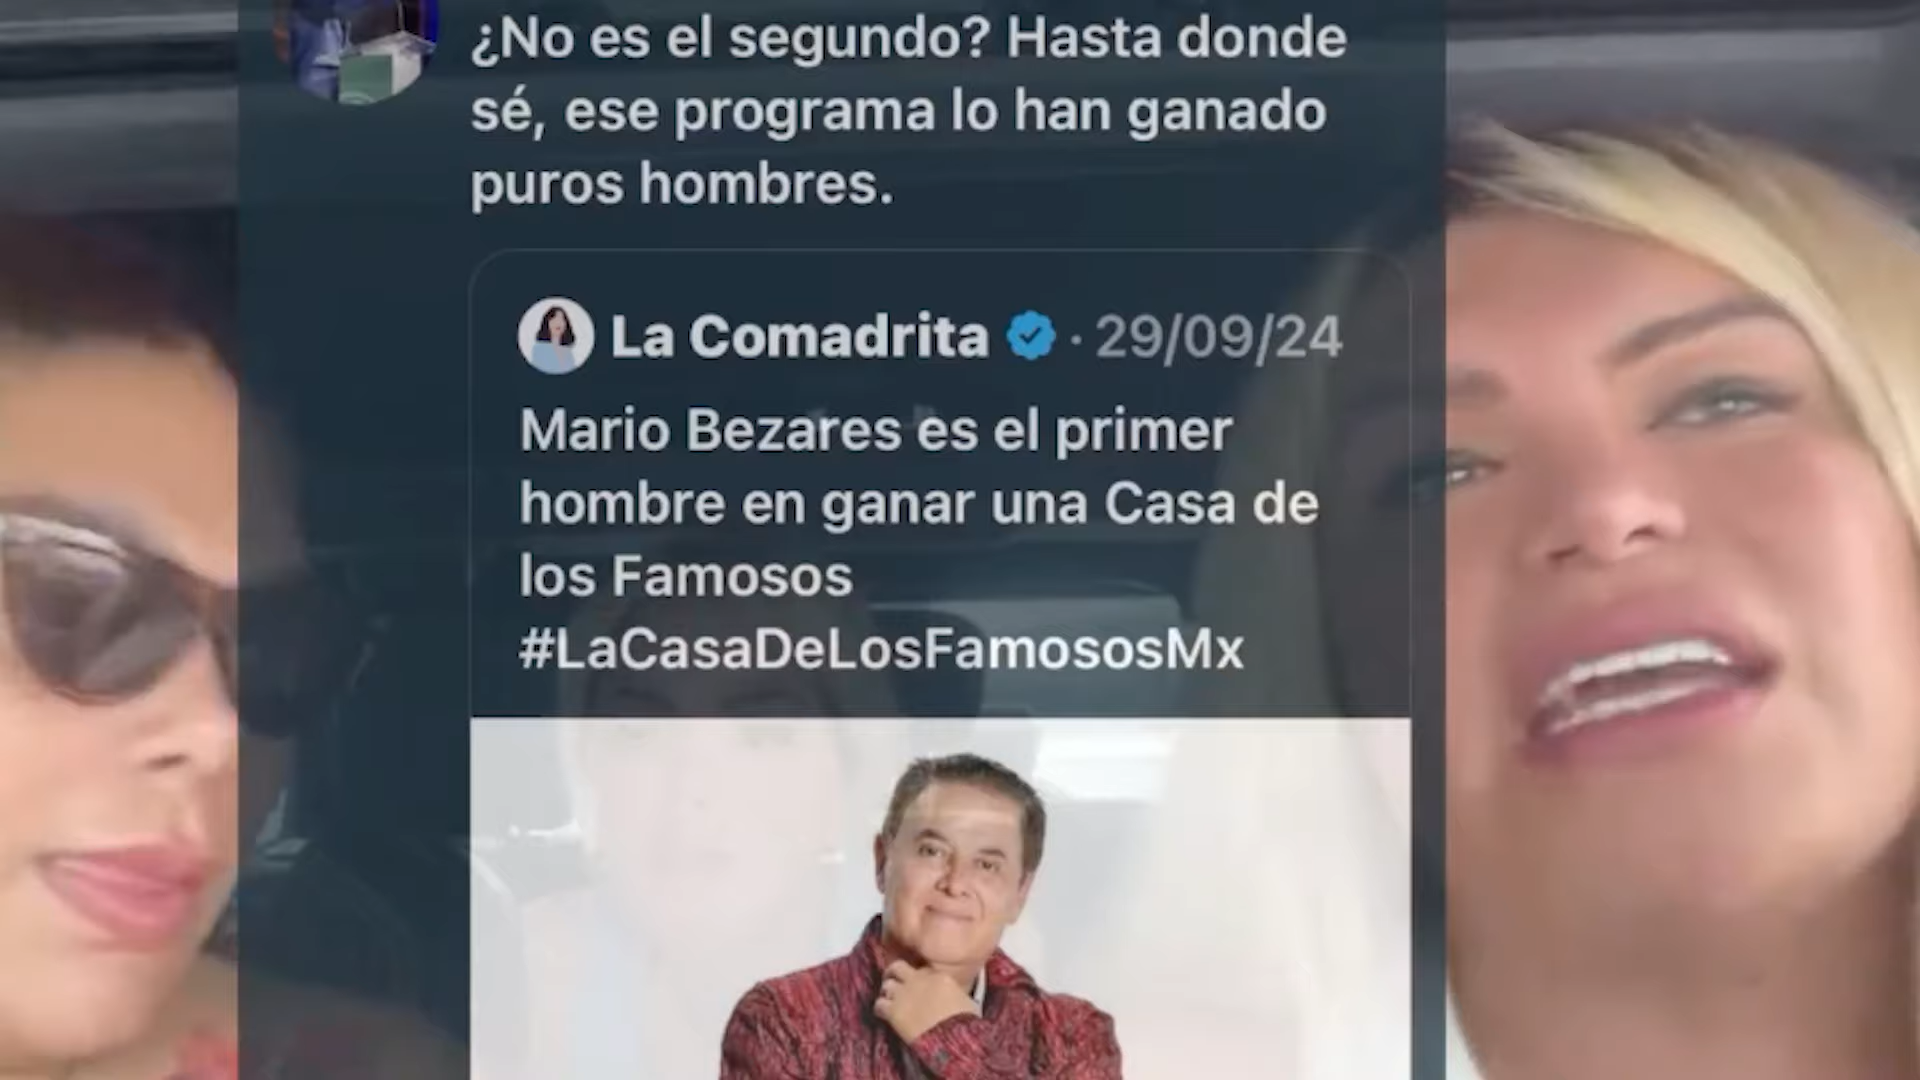 ¿No es el segundo? Hasta donde
sé, ese programa lo han ganado
puros hombres.
La Comadrita · 29/09/24
Mario Bezares es el primer
hombre en ganar una Casa de
los Famosos
#LaCasaDeLosFamososMx